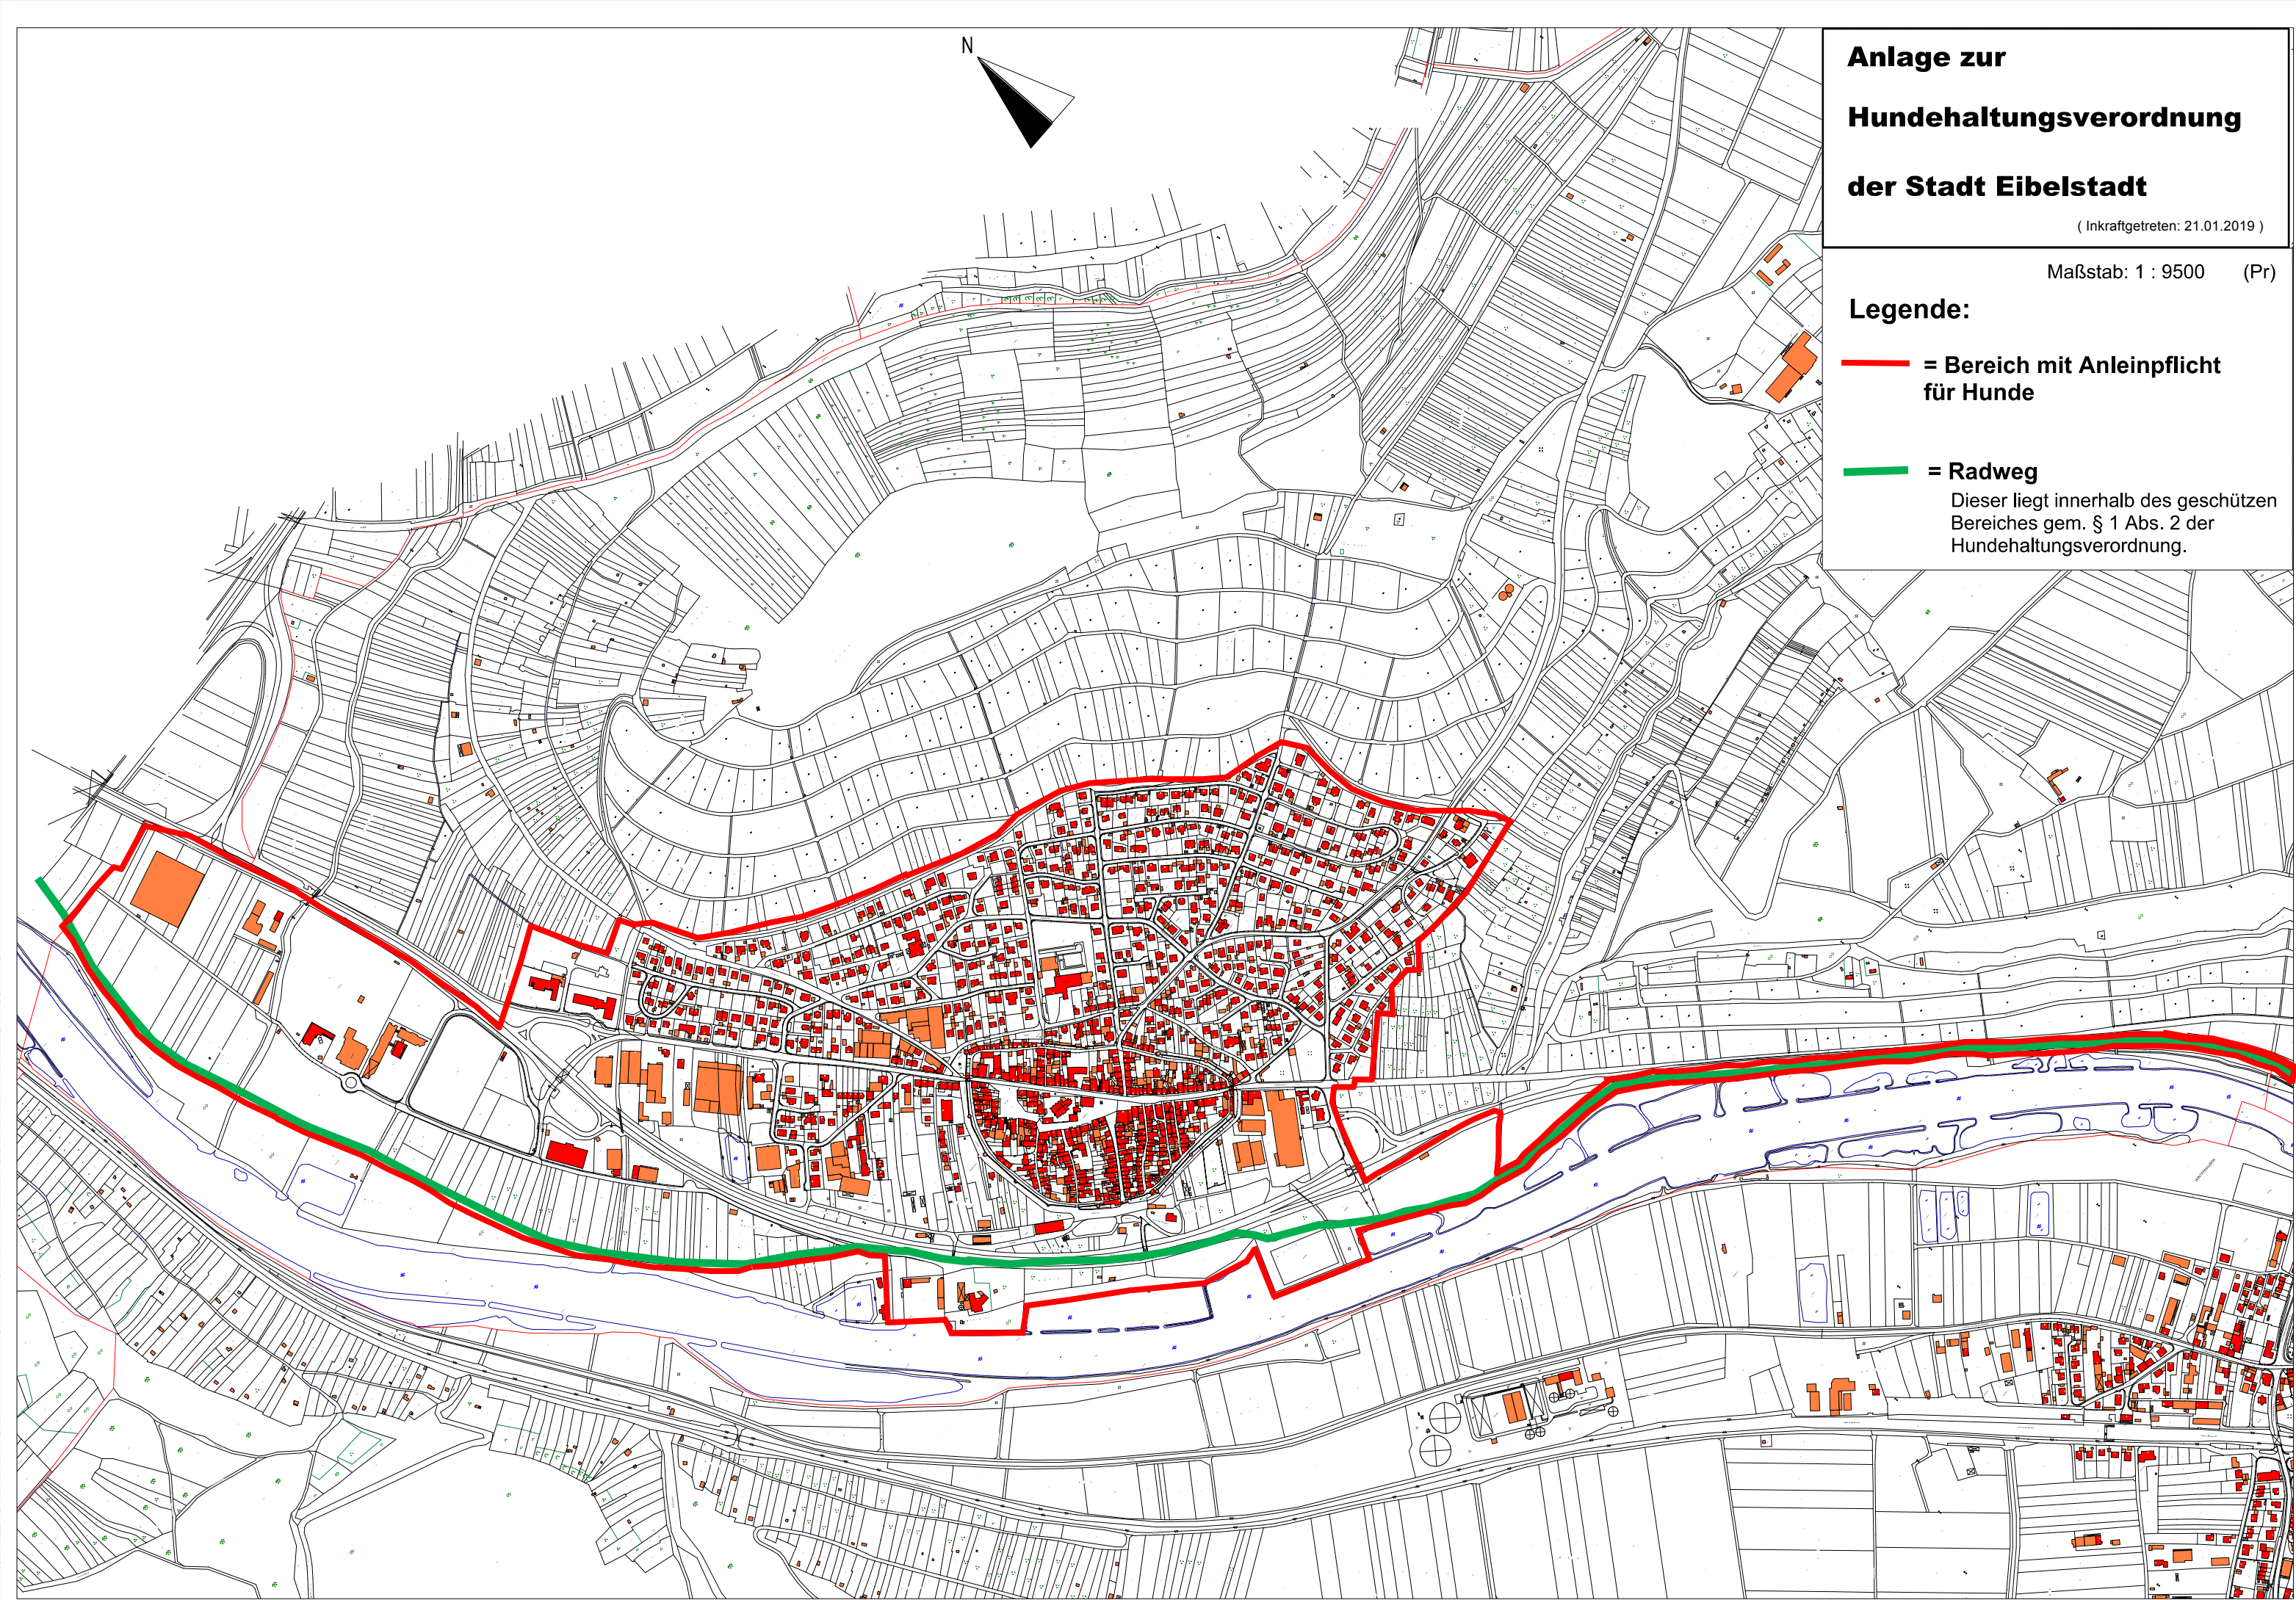 N
Anlage zur
Hundehaltungsverordnung
der Stadt Eibelstadt
( Inkraftgetreten: 21.01.2019 )
Maßstab: 1 : 9500 (Pr)
Legende:
= Bereich mit Anleinpflicht
für Hunde
= Radweg
Dieser liegt innerhalb des geschützen
Bereiches gem. § 1 Abs. 2 der
Hundehaltungsverordnung.